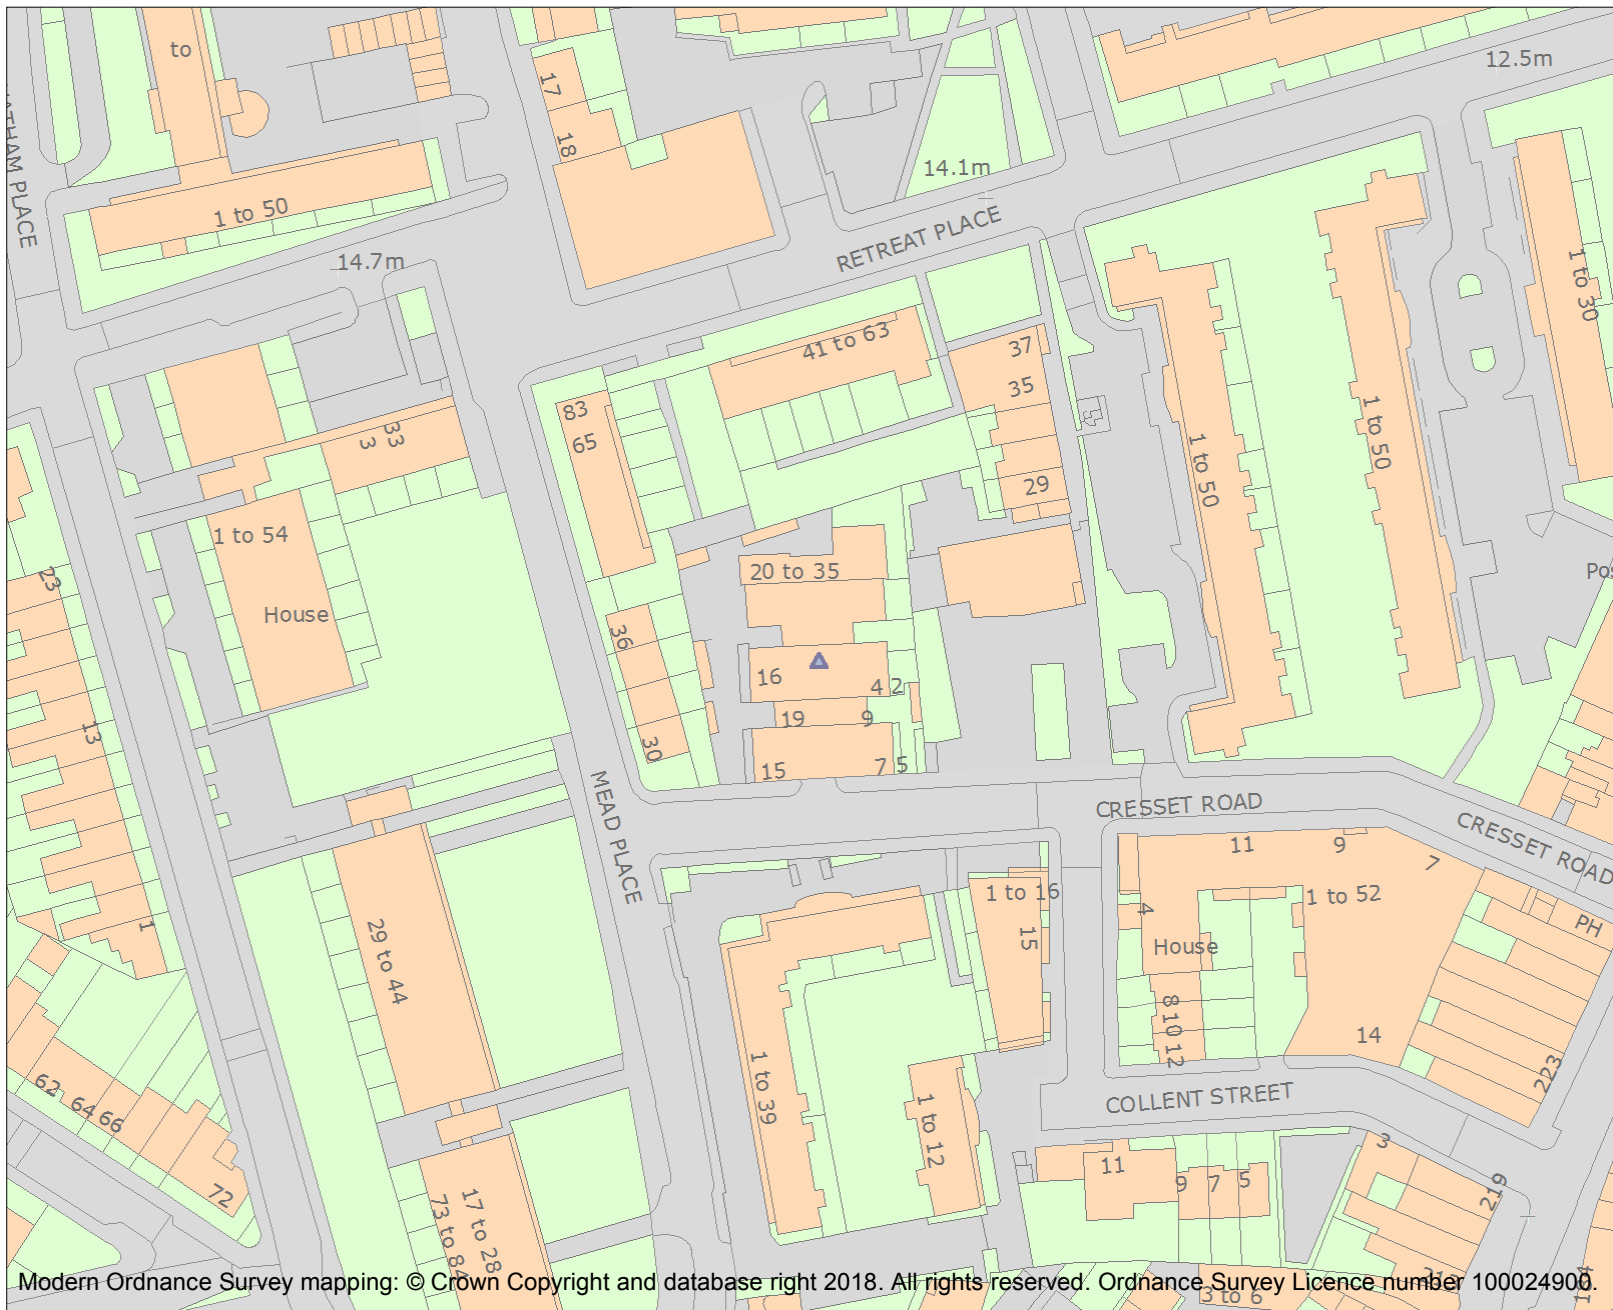 to
17
18
12.5m
14.1m
ATHAM PLACE
1 to 50
RETREAT PLACE
14.7m
1 to 30
41 to 63
37
35
83
65
3
33
1 to 50
1 to 50
29
1 to 54
House
23
20 to 35
Pos
36
16
4 2
19
9
30
13
15
7 5
MEAD PLACE
CRESSET ROAD
CRESSET ROAD
11
9
7
1 to 16
15
1 to 52
4
House
PH
1
29 to 44
8 10 12
14
62
64 66
1 to 39
1 to 12
COLLENT STREET
223
3
11
9
7
5
219
72
73 to 84
17 to 28
3 to 6
Modern Ordnance Survey mapping: © Crown Copyright and database right 2018. All rights reserved. Ordnance Survey Licence number 100024900.